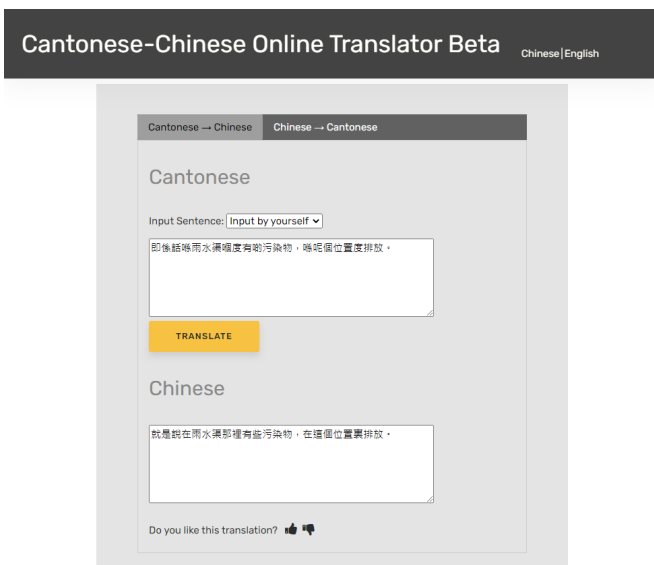 Cantonese-Chinese Online Translator Beta
Chinese|English
Cantonese → Chinese
Chinese → Cantonese
Cantonese
Input Sentence: Input by yourself
即係話喺雨水渠嗰度有啲污染物，喺呢個位置度排放。
TRANSLATE
Chinese
就是說在雨水渠那裡有些污染物，在這個位置裏排放。
Do you like this translation?